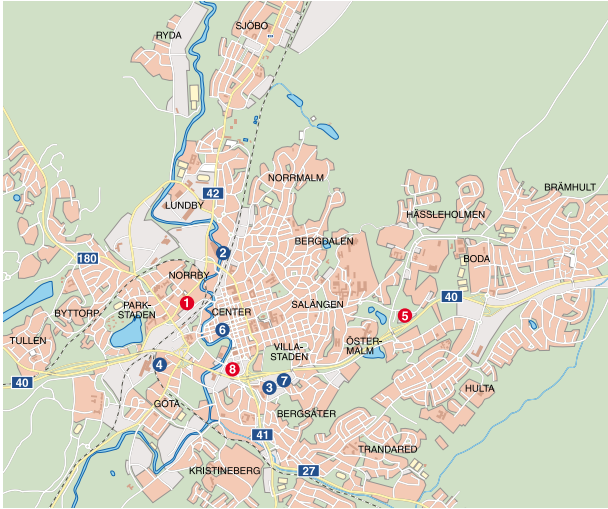 SJÖBO
RYDA
NORRMALM
42
LUNDBY
BRÄMHULT
HÄSSLEHOLMEN
BERGDALEN
2
180
BODA
NORRBY
1
40
PARK-
STADEN
BYTTORP
CENTER
SALÄNGEN
5
6
TULLEN
ÖSTER-
MALM
VILLA-
STADEN
4
8
40
3
7
HULTA
GÖTA
BERGSÄTER
41
TRANDARED
KRISTINEBERG
27